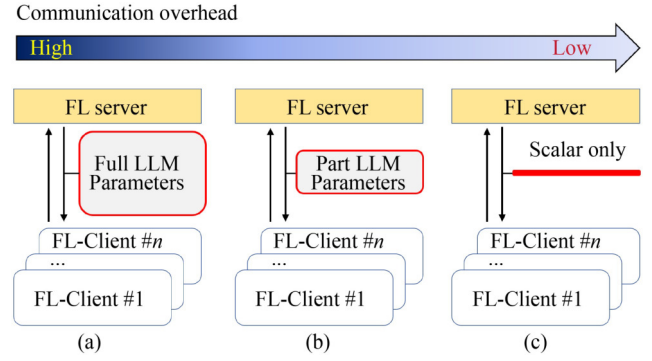 Communication overhead
High Low
FL server FL server FL server
Full LLM
Parameters
Part LLM
Parameters
Scalar only
FL-Client #n FL-Client #n FL-Client #n
... ... ...
FL-Client #1 FL-Client #1 FL-Client #1
(a) (b) (c)